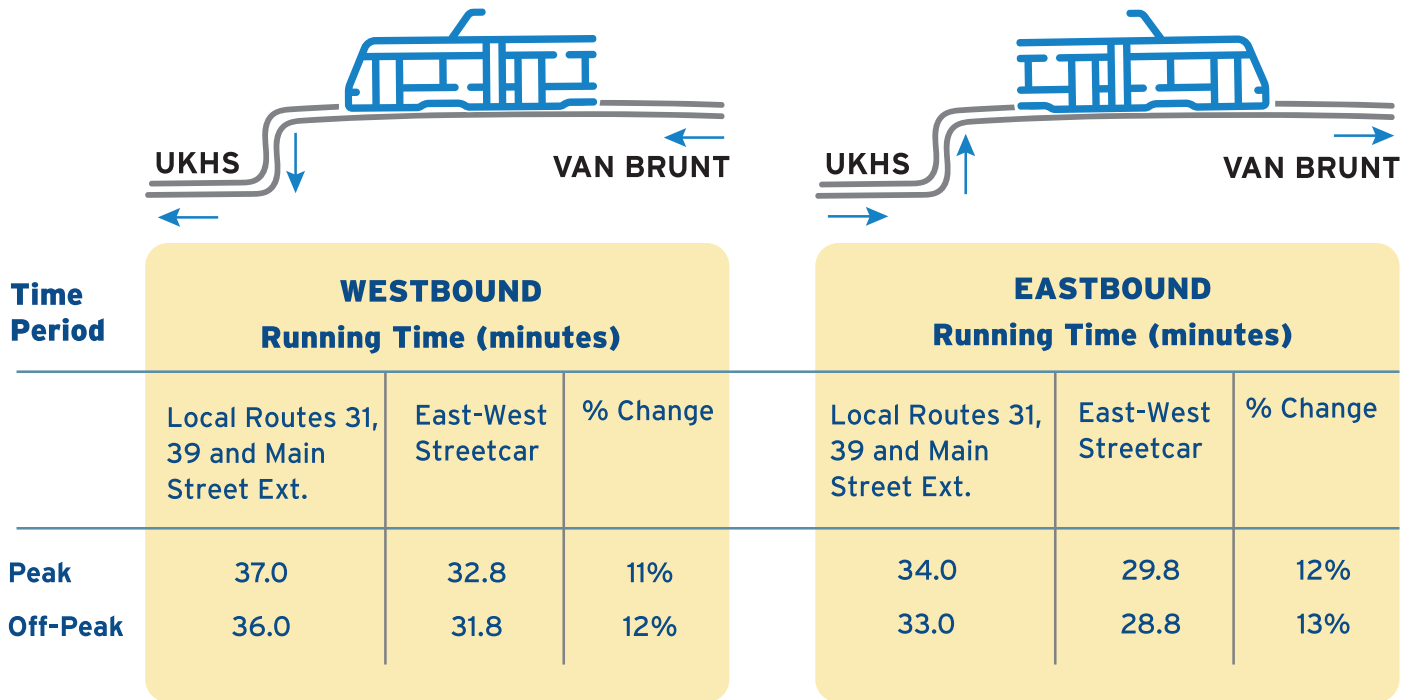 UKHS
VAN BRUNT
UKHS
VAN BRUNT
Time
Period
WESTBOUND
Running Time (minutes)
EASTBOUND
Running Time (minutes)
Local Routes 31,
39 and Main
Street Ext.
East-West
Streetcar
% Change
Local Routes 31,
39 and Main
Street Ext.
East-West
Streetcar
% Change
Peak 37.0 32.8 11% 34.0 29.8 12%
Off-Peak 36.0 31.8 12% 33.0 28.8 13%